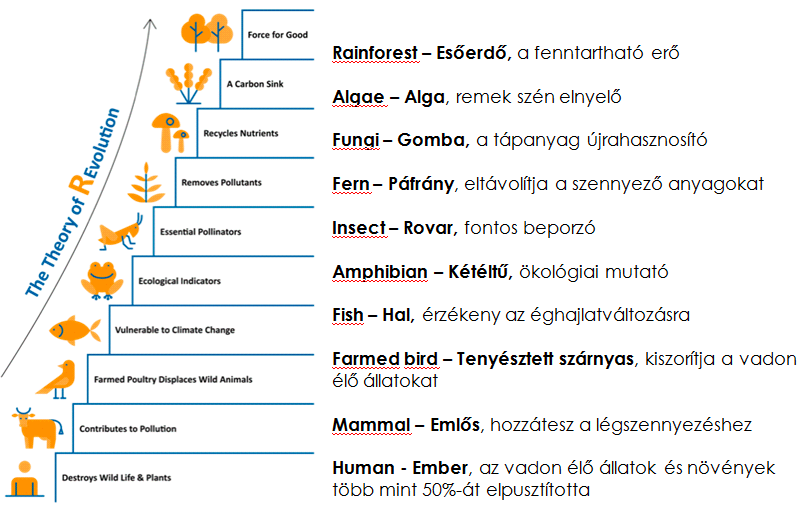 The Theory of REvolution
Force for Good
A Carbon Sink
Recycles Nutrients
Removes Pollutants
Essential Pollinators
Ecological Indicators
Vulnerable to Climate Change
Farmed Poultry Displaces Wild Animals
Contributes to Pollution
Destroys Wild Life & Plants
Rainforest – Esőerdő, a fenntartható erő
Algae – Alga, remek szén elnyelő
Fungi – Gomba, a tápanyag újrahasznosító
Fern – Páfrány, eltávolítja a szennyező anyagokat
Insect – Rovar, fontos beporzó
Amphibian – Kétéltű, ökológiai mutató
Fish – Hal, érzékeny az éghajlatváltozásra
Farmed bird – Tenyésztett szárnyas, kiszorítja a vadon
élő állatokat
Mammal – Emlős, hozzátesz a légszennyezéshez
Human - Ember, az vadon élő állatok és növények
több mint 50%-át elpusztította